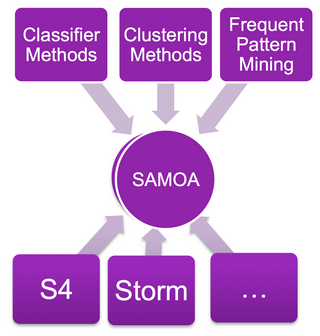 Classifier
Methods
Clustering
Methods
Frequent
Pattern
Mining
SAMOA
S4
Storm
...